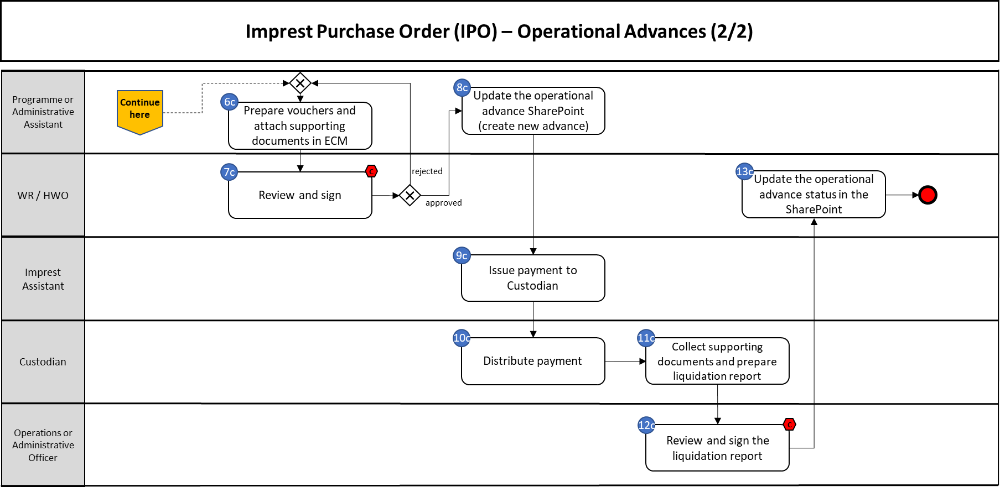 Imprest Purchase Order (IPO) – Operational Advances (2/2)
Programme or
Administrative
Assistant
Continue
here
6c
Prepare vouchers and
attach supporting
documents in ECM
8c
Update the operational
advance SharePoint
(create new advance)
WR / HWO
7c
C
Review and sign
rejected
approved
13c
Update the operational
advance status in the
SharePoint
Imprest
Assistant
9c
Issue payment to
Custodian
Custodian
10c
Distribute payment
11c
Collect supporting
documents and prepare
liquidation report
Operations or
Administrative
Officer
12c
C
Review and sign the
liquidation report